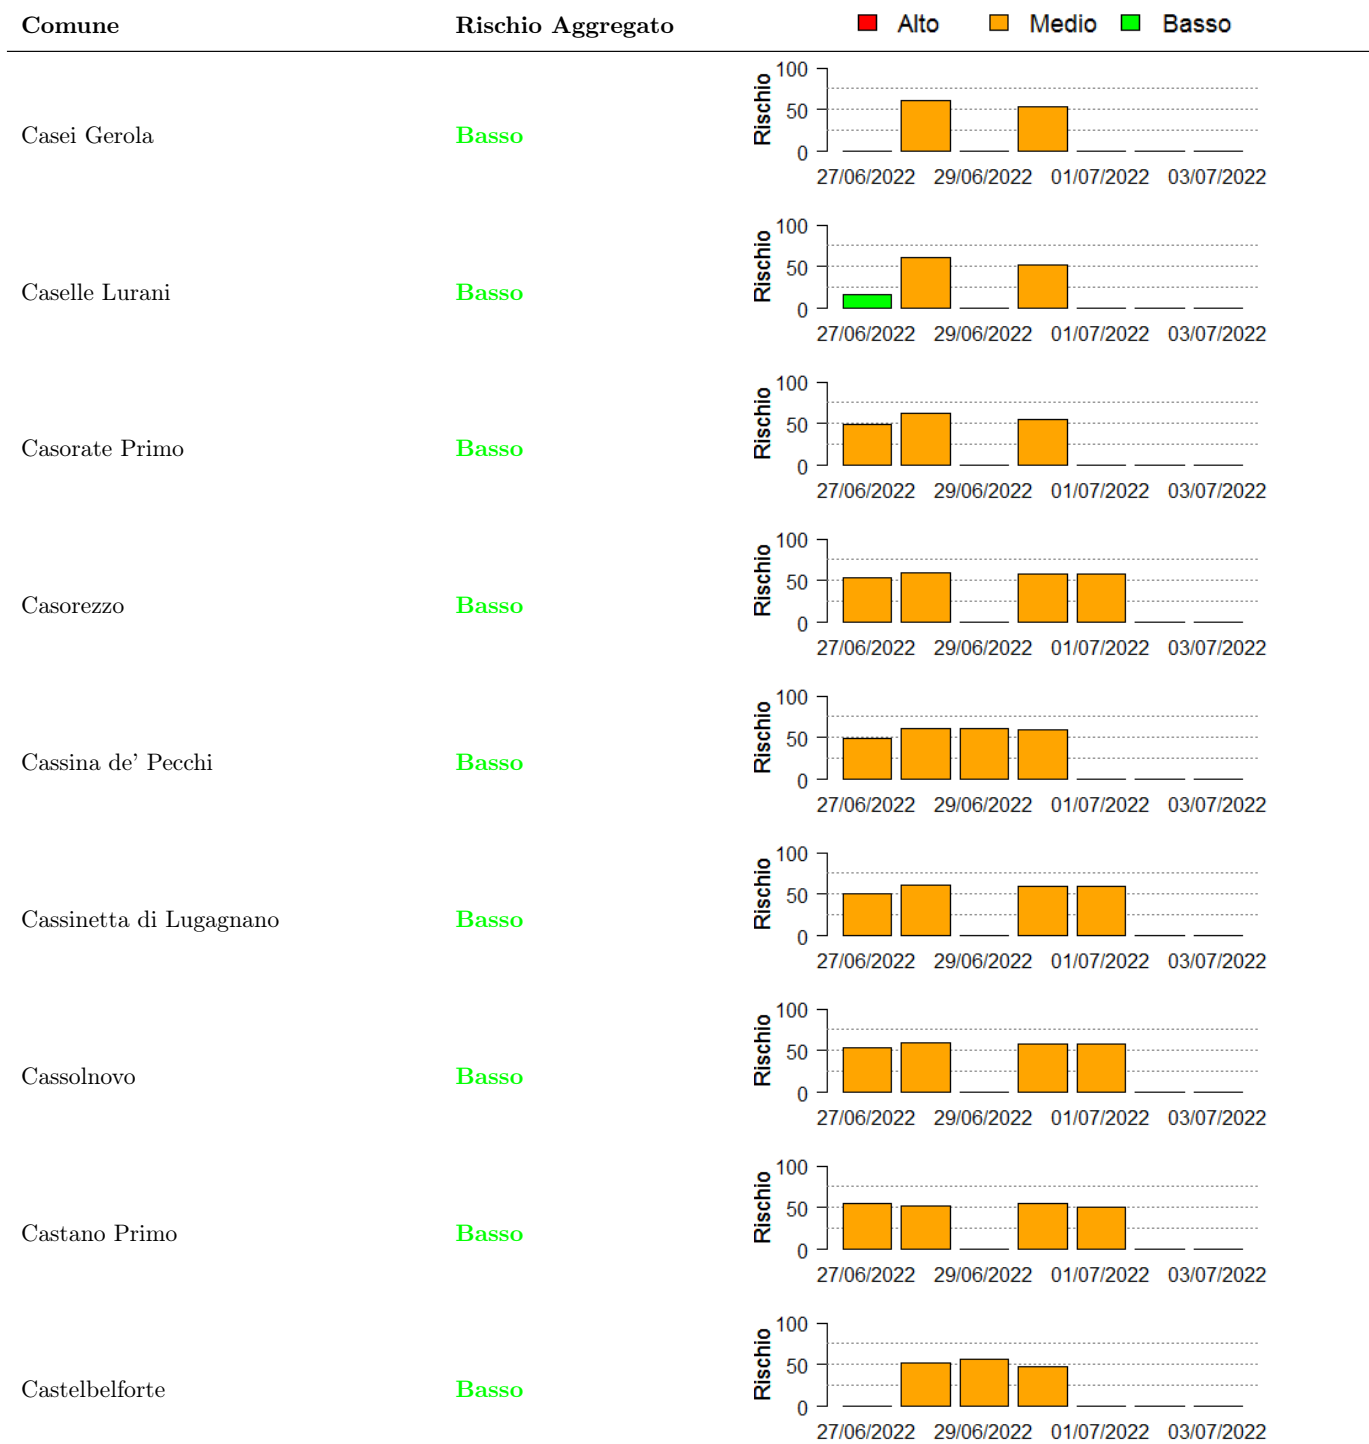 Comune Rischio Aggregato Alto Medio Basso
100
Rischio
50
Casei Gerola Basso
0
27/06/2022 29/06/2022 01/07/2022 03/07/2022
100
Rischio
50
Caselle Lurani Basso
0
27/06/2022 29/06/2022 01/07/2022 03/07/2022
100
Rischio
50
Casorate Primo Basso
0
27/06/2022 29/06/2022 01/07/2022 03/07/2022
100
Rischio
50
Casorezzo Basso
0
27/06/2022 29/06/2022 01/07/2022 03/07/2022
100
Rischio
50
Cassina de' Pecchi Basso
0
27/06/2022 29/06/2022 01/07/2022 03/07/2022
100
Rischio
50
Cassinetta di Lugagnano Basso
0
27/06/2022 29/06/2022 01/07/2022 03/07/2022
100
Rischio
50
Cassolnovo Basso
0
27/06/2022 29/06/2022 01/07/2022 03/07/2022
100
Rischio
50
Castano Primo Basso
0
27/06/2022 29/06/2022 01/07/2022 03/07/2022
100
Rischio
50
Castelbelforte Basso
0
27/06/2022 29/06/2022 01/07/2022 03/07/2022